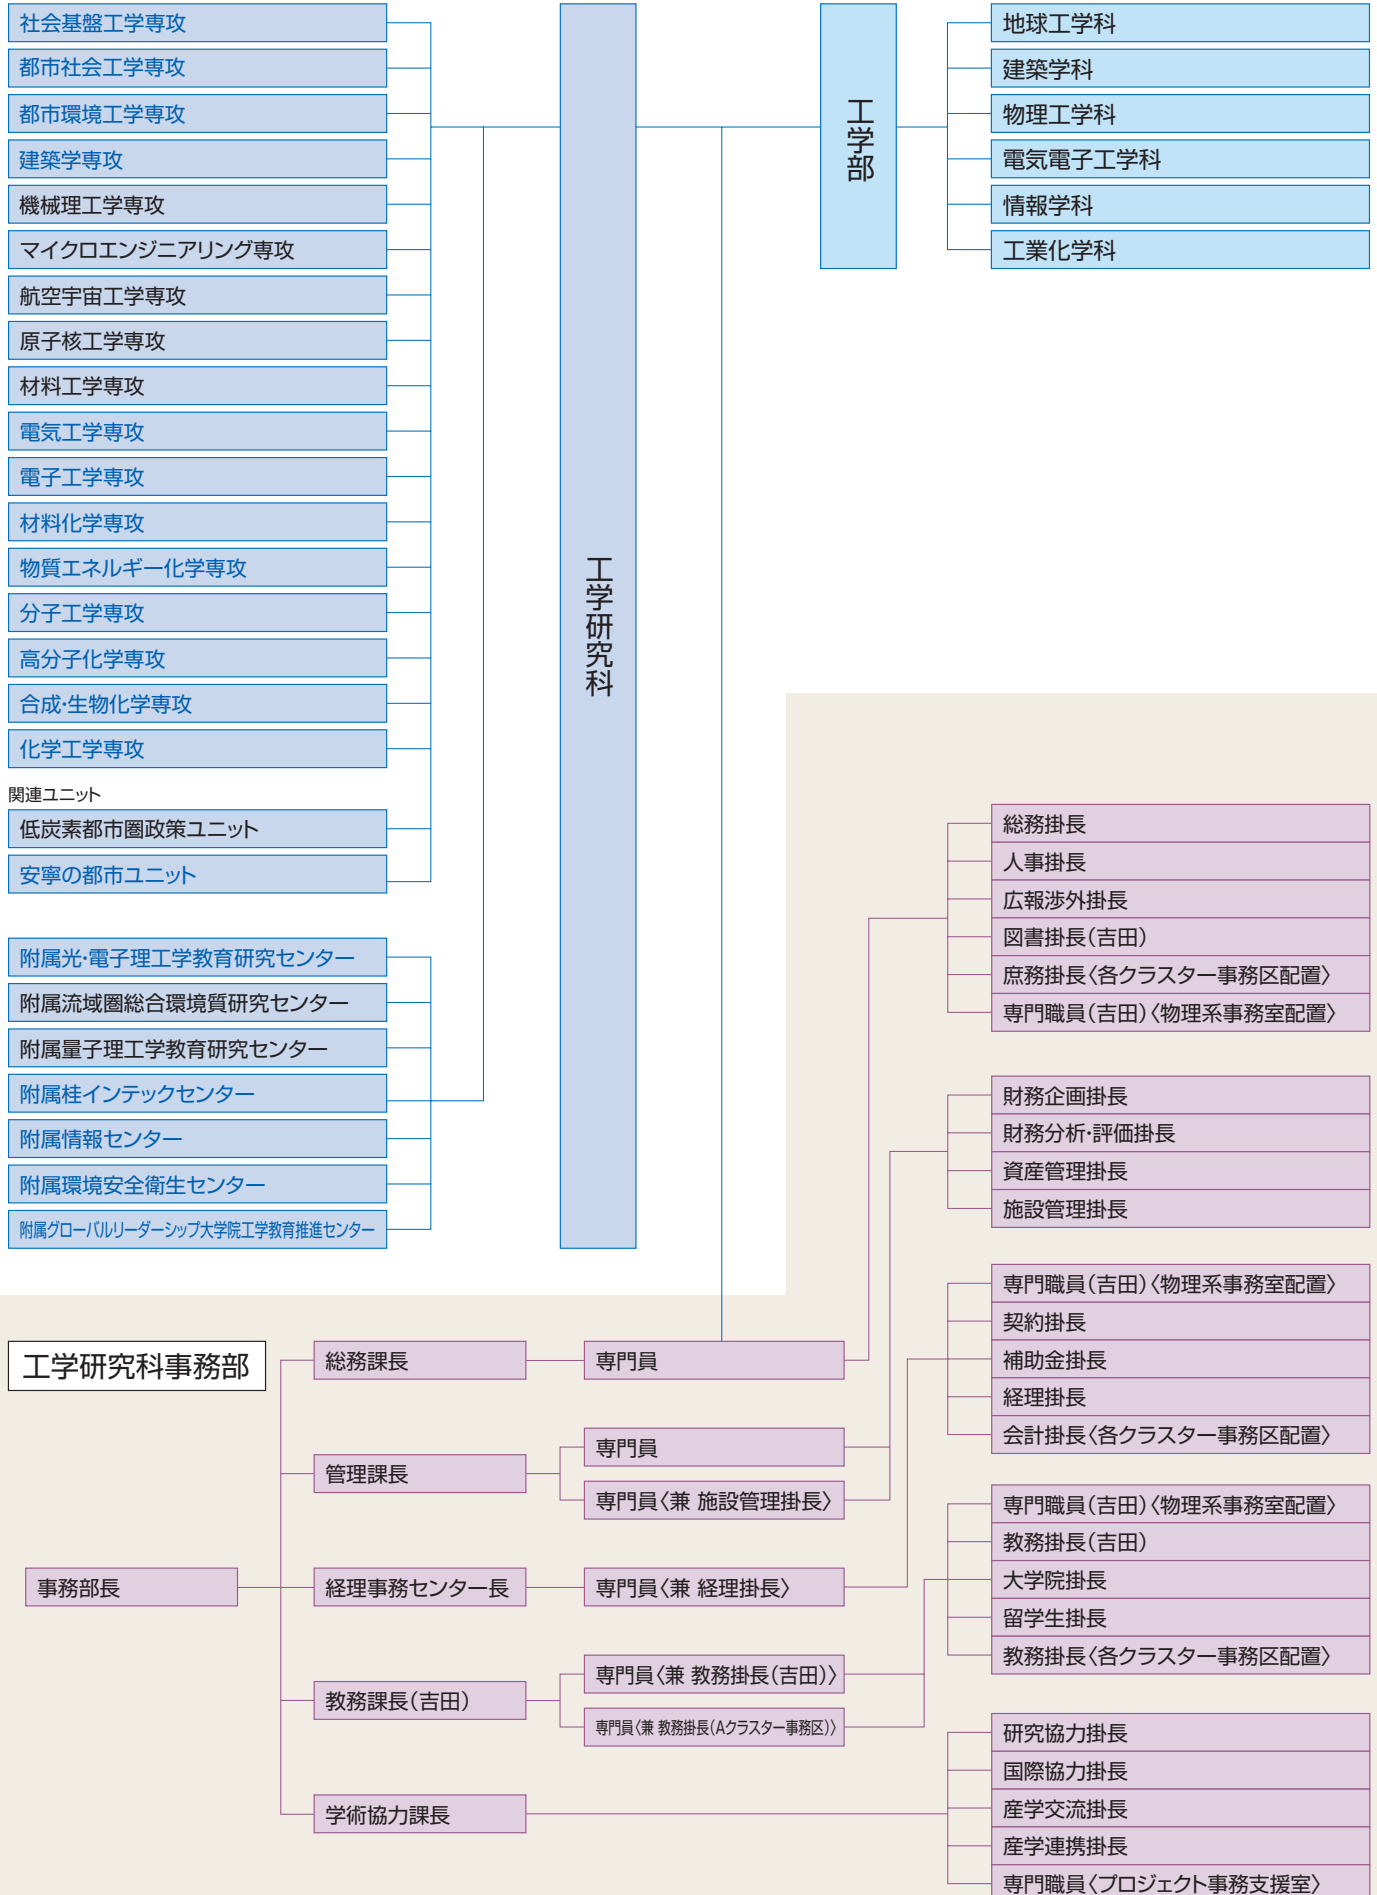 社会基盤工学専攻
都市社会工学専攻
都市環境工学専攻
建築学専攻
機械理工学専攻
マイクロエンジニアリング専攻
航空宇宙工学専攻
原子核工学専攻
材料工学専攻
電気工学専攻
電子工学専攻
材料化学専攻
物質エネルギー化学専攻
分子工学専攻
高分子化学専攻
合成・生物化学専攻
化学工学専攻
関連ユニット
低炭素都市圏政策ユニット
安寧の都市ユニット
附属光・電子理工学教育研究センター
附属流域圏総合環境質研究センター
附属量子理工学教育研究センター
附属桂インテックセンター
附属情報センター
附属環境安全衛生センター
附属グローバルリーダーシップ大学院工学教育推進センター
工学研究科
工学部
地球工学科
建築学科
物理工学科
電気電子工学科
情報学科
工業化学科
工学研究科事務部
事務部長
総務課長
管理課長
経理事務センター長
教務課長(吉田)
学術協力課長
専門員
専門員
専門員〈兼 施設管理掛長〉
専門員〈兼 経理掛長〉
専門員〈兼 教務掛長(吉田)〉
専門員〈兼 教務掛長(Aクラスター事務区)〉
総務掛長
人事掛長
広報渉外掛長
図書掛長(吉田)
庶務掛長〈各クラスター事務区配置〉
専門職員(吉田)〈物理系事務室配置〉
財務企画掛長
財務分析・評価掛長
資産管理掛長
施設管理掛長
専門職員(吉田)〈物理系事務室配置〉
契約掛長
補助金掛長
経理掛長
会計掛長〈各クラスター事務区配置〉
専門職員(吉田)〈物理系事務室配置〉
教務掛長(吉田)
大学院掛長
留学生掛長
教務掛長〈各クラスター事務区配置〉
研究協力掛長
国際協力掛長
産学交流掛長
産学連携掛長
専門職員〈プロジェクト事務支援室〉